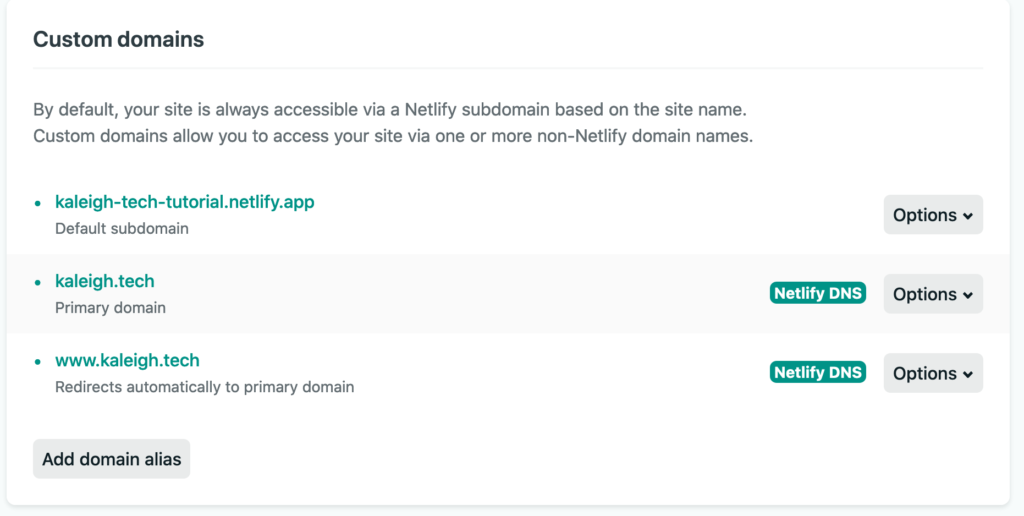 Custom domains
By default, your site is always accessible via a Netlify subdomain based on the site name.
Custom domains allow you to access your site via one or more non-Netlify domain names.
kaleigh-tech-tutorial.netlify.app
Default subdomain
Options
kaleigh.tech
Primary domain
Netlify DNS
Options
www.kaleigh.tech
Redirects automatically to primary domain
Netlify DNS
Options
Add domain alias